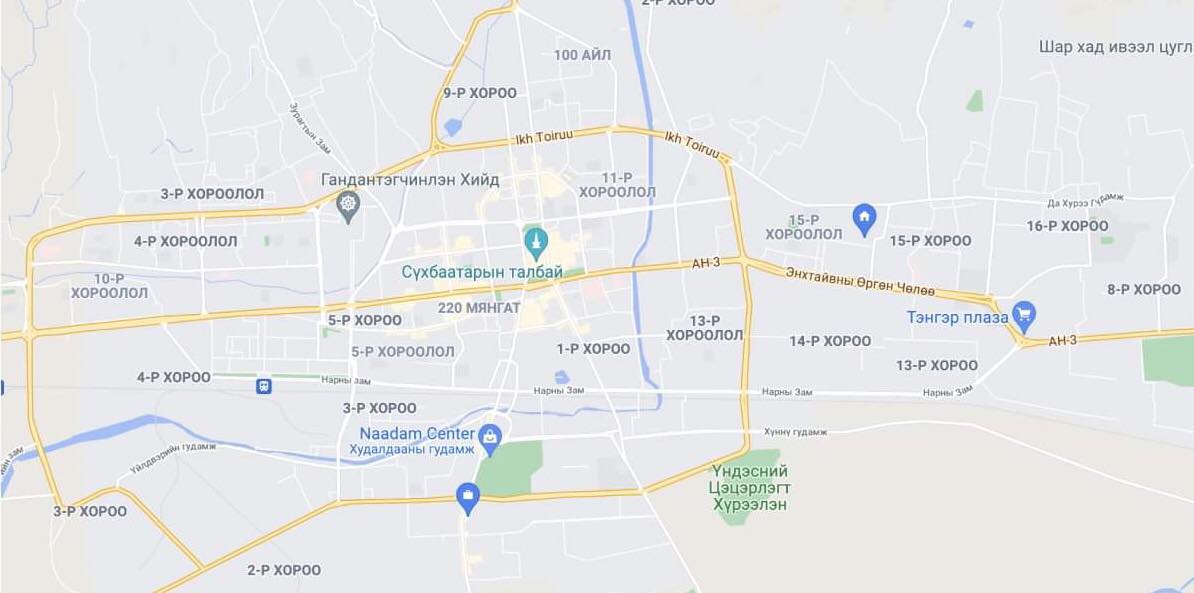 2-Р ХОРОО
Шар хад ивээл цугл
100 АЙЛ
9-Р ХОРОО
Зурагтын Зам
Ikh Toiruu
Ikh Toiruu
Гандантэгчинлэн Хийд
11-Р
ХОРООЛОЛ
3-Р ХОРООЛОЛ
Да Хүрээ Гудамж
15-Р
ХОРООЛОЛ
16-Р ХОРОО
4-Р ХОРООЛОЛ
15-Р ХОРОО
АН-3
Сүхбаатарын талбай
Энхтайвны Өргөн Чөлөө
10-Р
ХОРООЛОЛ
8-Р ХОРОО
220 МЯНГАТ
5-Р ХОРОО
Тэнгэр плаза
13-Р
ХОРООЛОЛ
14-Р ХОРОО
АН-3
5-Р ХОРООЛОЛ
1-Р ХОРОО
13-Р ХОРОО
4-Р ХОРОО
Нарны зам
Нарны Зам
Нарны Зам
Нарны Зам
3-Р ХОРОО
Naadam Center
Худалдааны гудамж
Хүннү гудамж
ийн зам
Үйлдвэрийн гудамж
Үндэсний
Цэцэрлэгт
Хүрээлэн
3-Р ХОРОО
2-Р ХОРОО